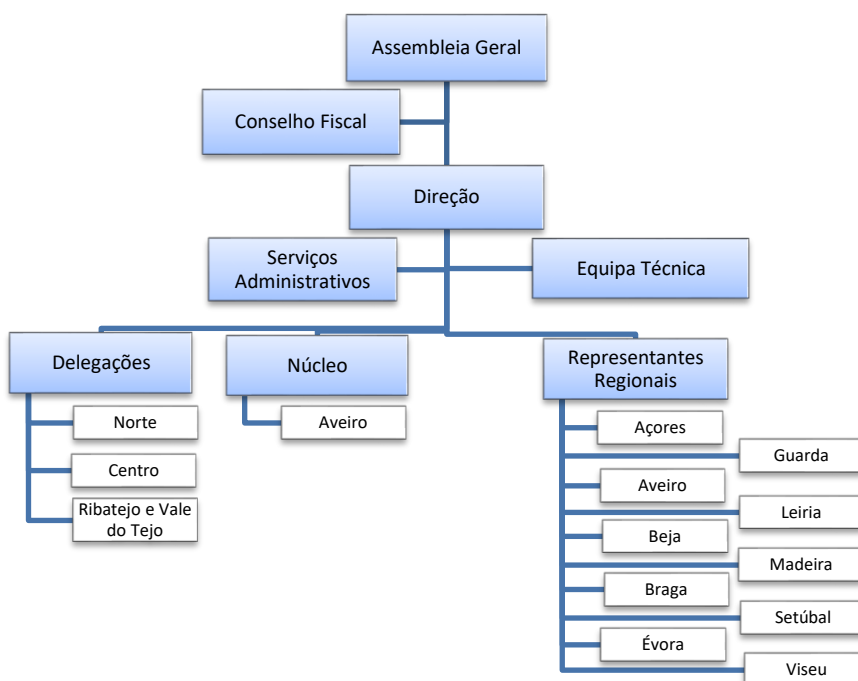 Assembleia Geral
Conselho Fiscal
Direção
Serviços
Administrativos
Equipa Técnica
Delegações
Norte
Centro
Ribatejo e Vale
do Tejo
Núcleo
Aveiro
Representantes
Regionais
Açores
Guarda
Aveiro
Leiria
Beja
Madeira
Braga
Setúbal
Évora
Viseu